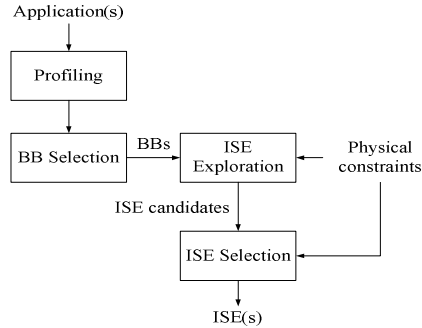 Application(s)
Profiling
BB Selection
BBs
ISE
Exploration
Physical
constraints
ISE candidates
ISE Selection
ISE(s)